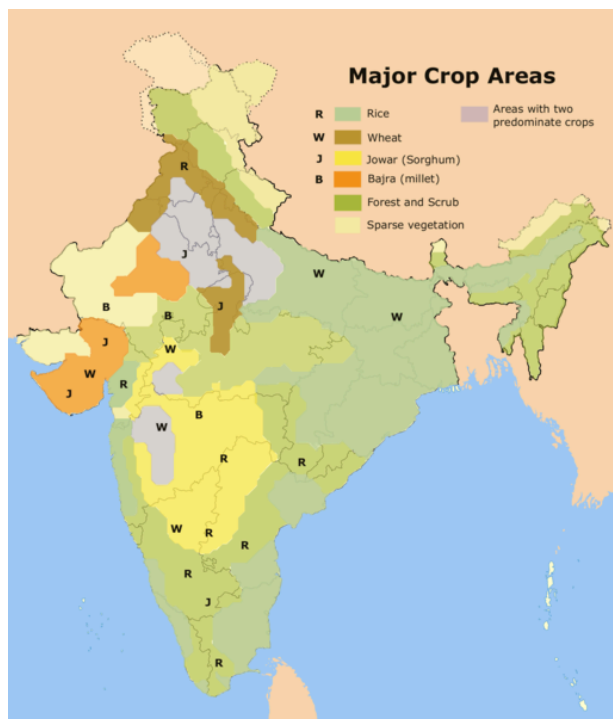 Major Crop Areas
R Rice
W Wheat
J Jowar (Sorghum)
B Bajra (millet)
Forest and Scrub
Sparse vegetation
Areas with two
predominate crops
R
J
W
B
J
B
W
J
W
W
R
J
B
W
R
R
W
R
R
R
J
R